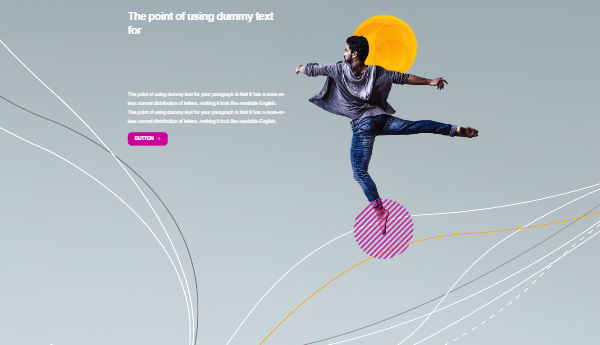 The point of using dummy text
for
The point of using dummy text for your paragraph is that it has a more-or-
less normal distribution of letters. making it look like readable English.
The point of using dummy text for your paragraph is that it has a more-or-
less normal distribution of letters. making it look like readable English.
BUTTON →